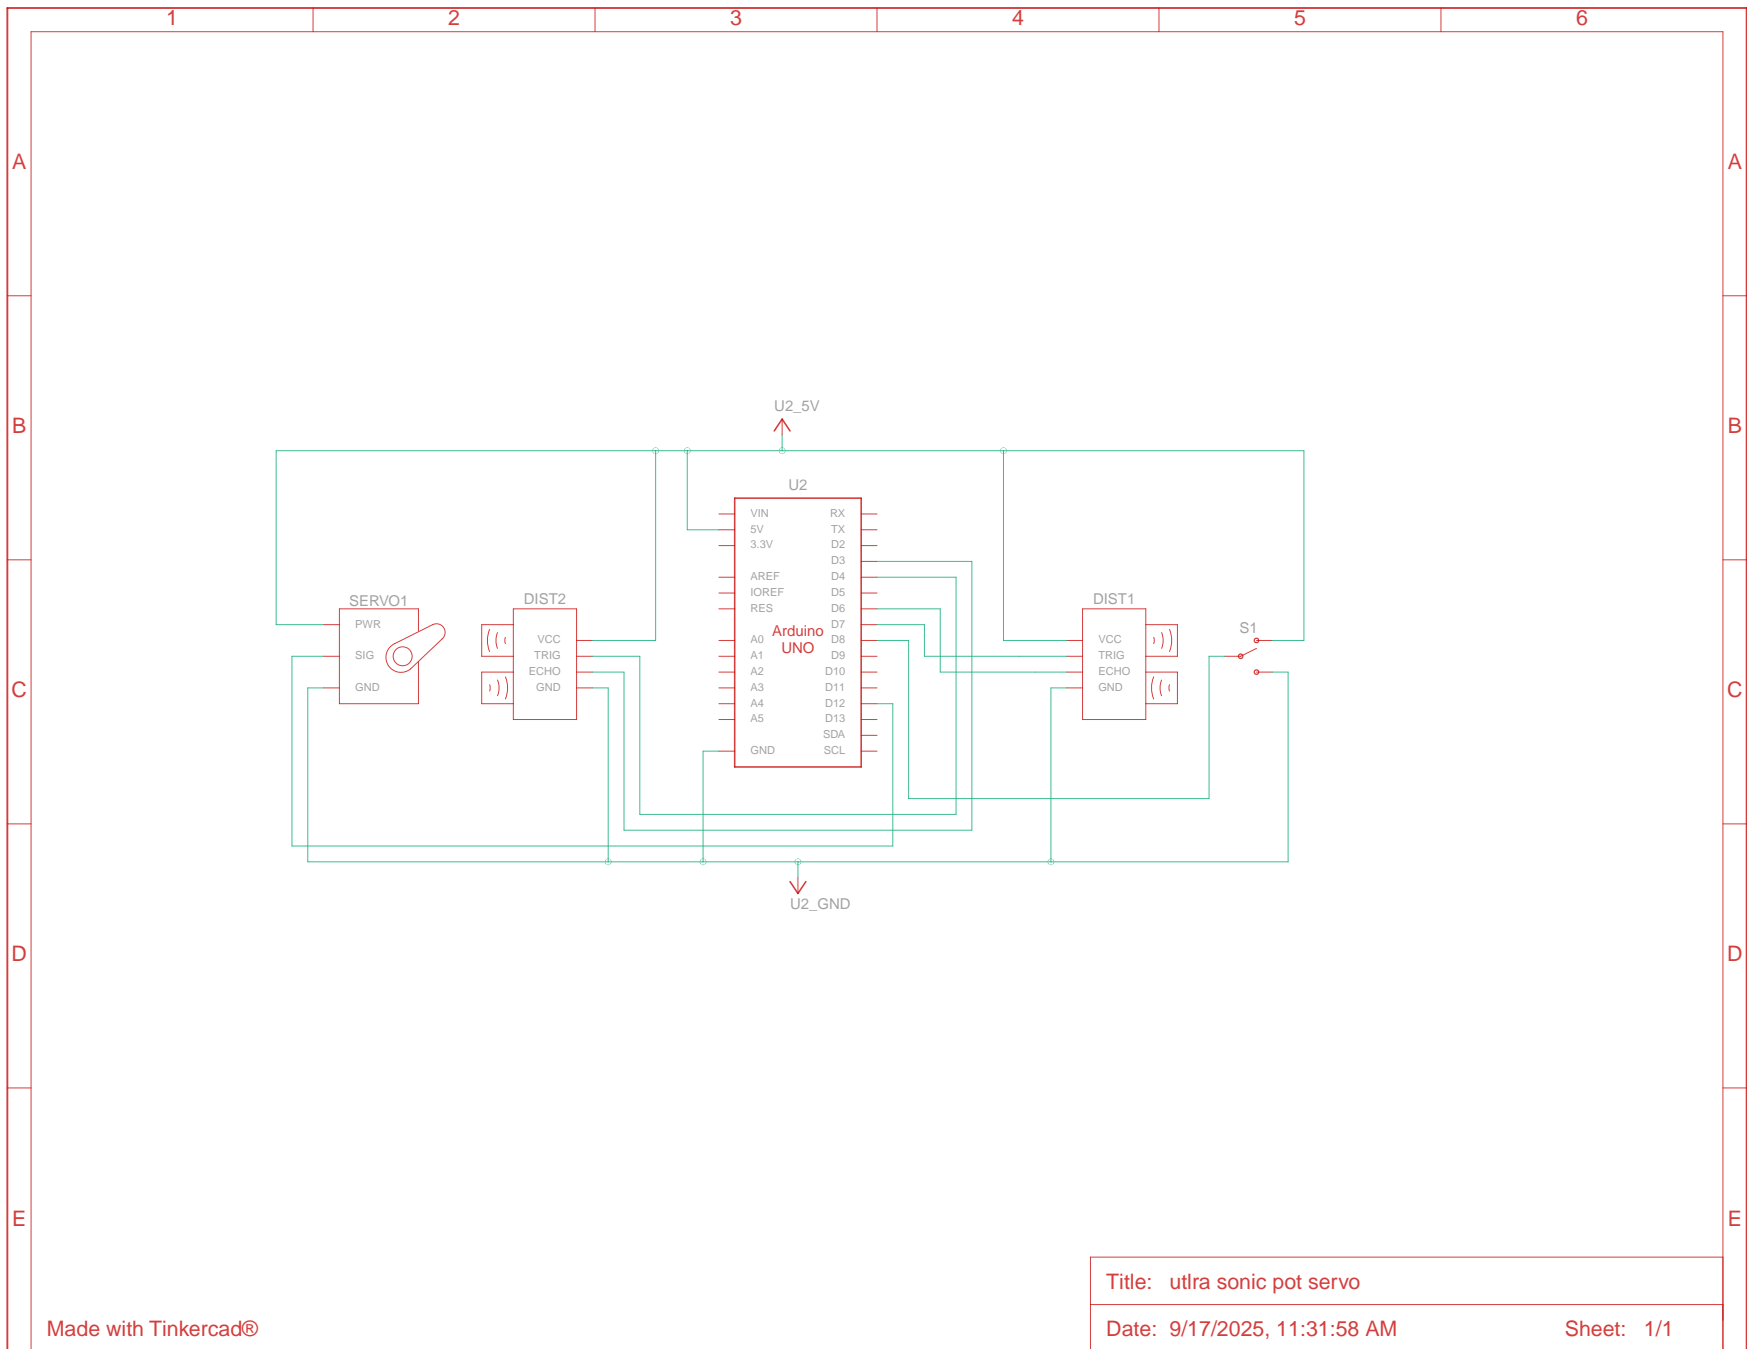 1 2 3 4 5 6
A A
B B
C C
D D
E E
U2_5V
U2
VIN RX
5V TX
3.3V D2
D3
AREF D4
IOREF D5
RES D6
D7
A0 D8
A1 D9
A2 D10
A3 D11
A4 D12
A5 D13
SDA
GND SCL
Arduino
UNO
SERVO1
PWR
SIG
GND
DIST2
VCC
TRIG
ECHO
GND
DIST1
VCC
TRIG
ECHO
GND
S1
U2_GND
Title: utlra sonic pot servo
Made with Tinkercad®
Date: 9/17/2025, 11:31:58 AM Sheet: 1/1